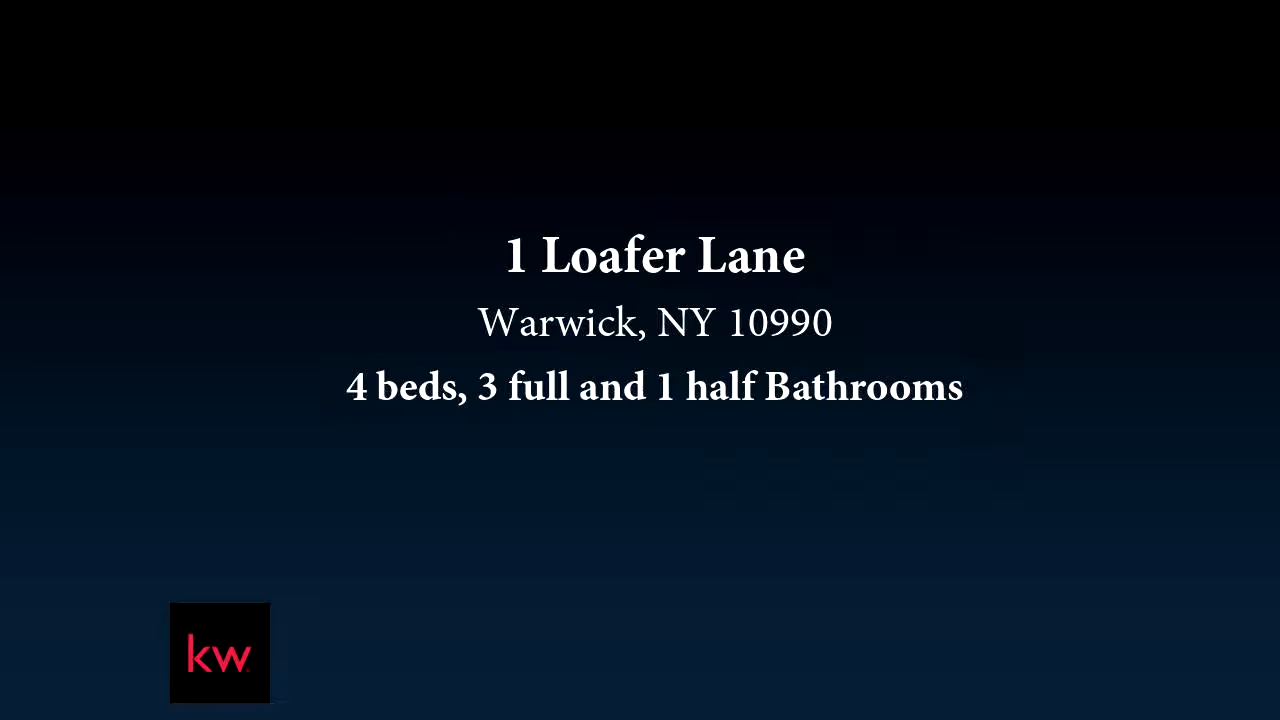 1 Loafer Lane
Warwick, NY 10990
4 beds, 3 full and 1 half Bathrooms
kw